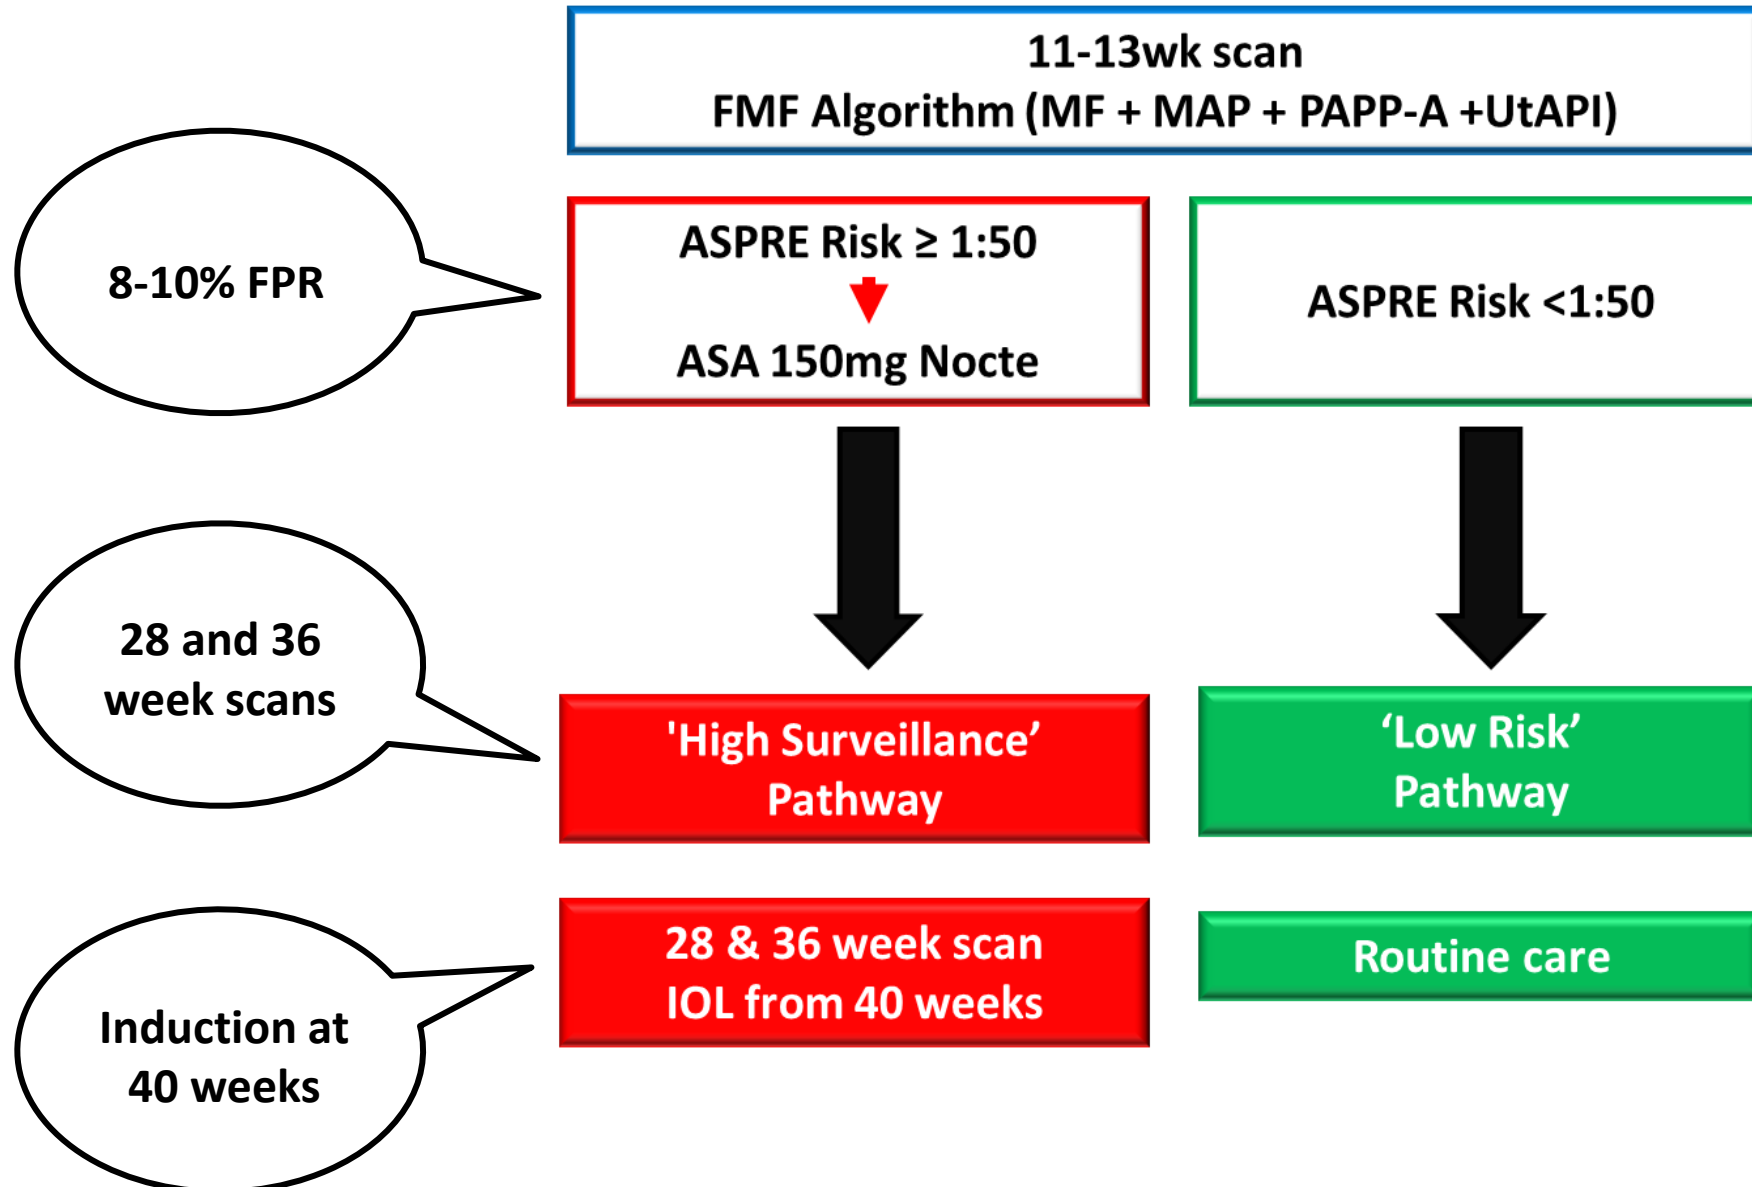 11-13wk scan
FMF Algorithm (MF + MAP + PAPP-A +UtAPI)
8-10% FPR
ASPRE Risk ≥ 1:50
ASA 150mg Nocte
ASPRE Risk <1:50
28 and 36
week scans
'High Surveillance’
Pathway
‘Low Risk’
Pathway
Induction at
40 weeks
28 & 36 week scan
IOL from 40 weeks
Routine care